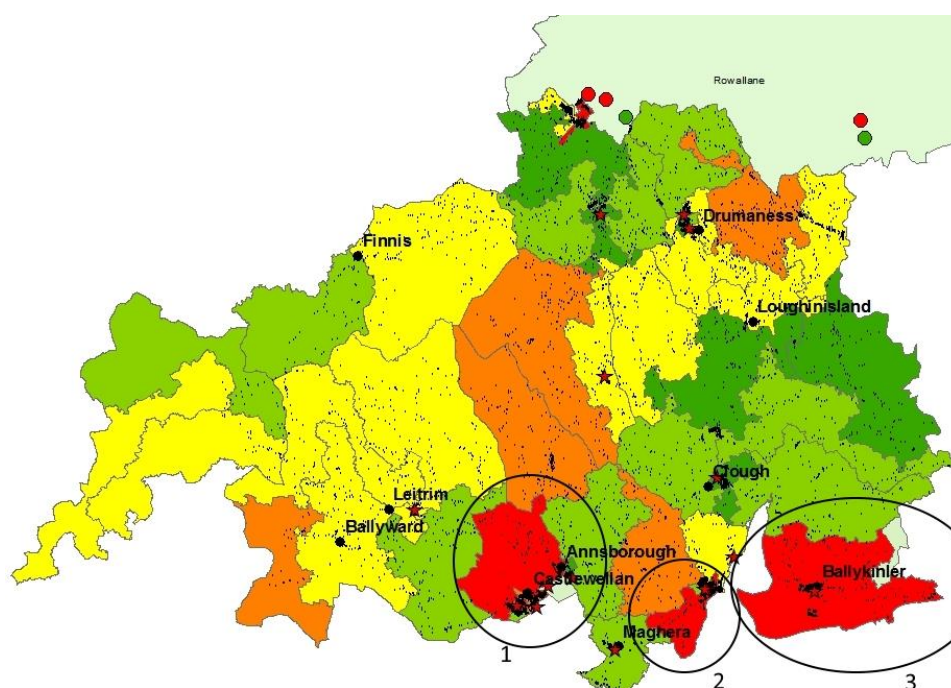 Rowallane
Drumaness
Finnis
Loughinisland
Clough
Leitrim
Ballyward
Annsborough
Castlewellan
Ballykinler
Maghera
1
2
3